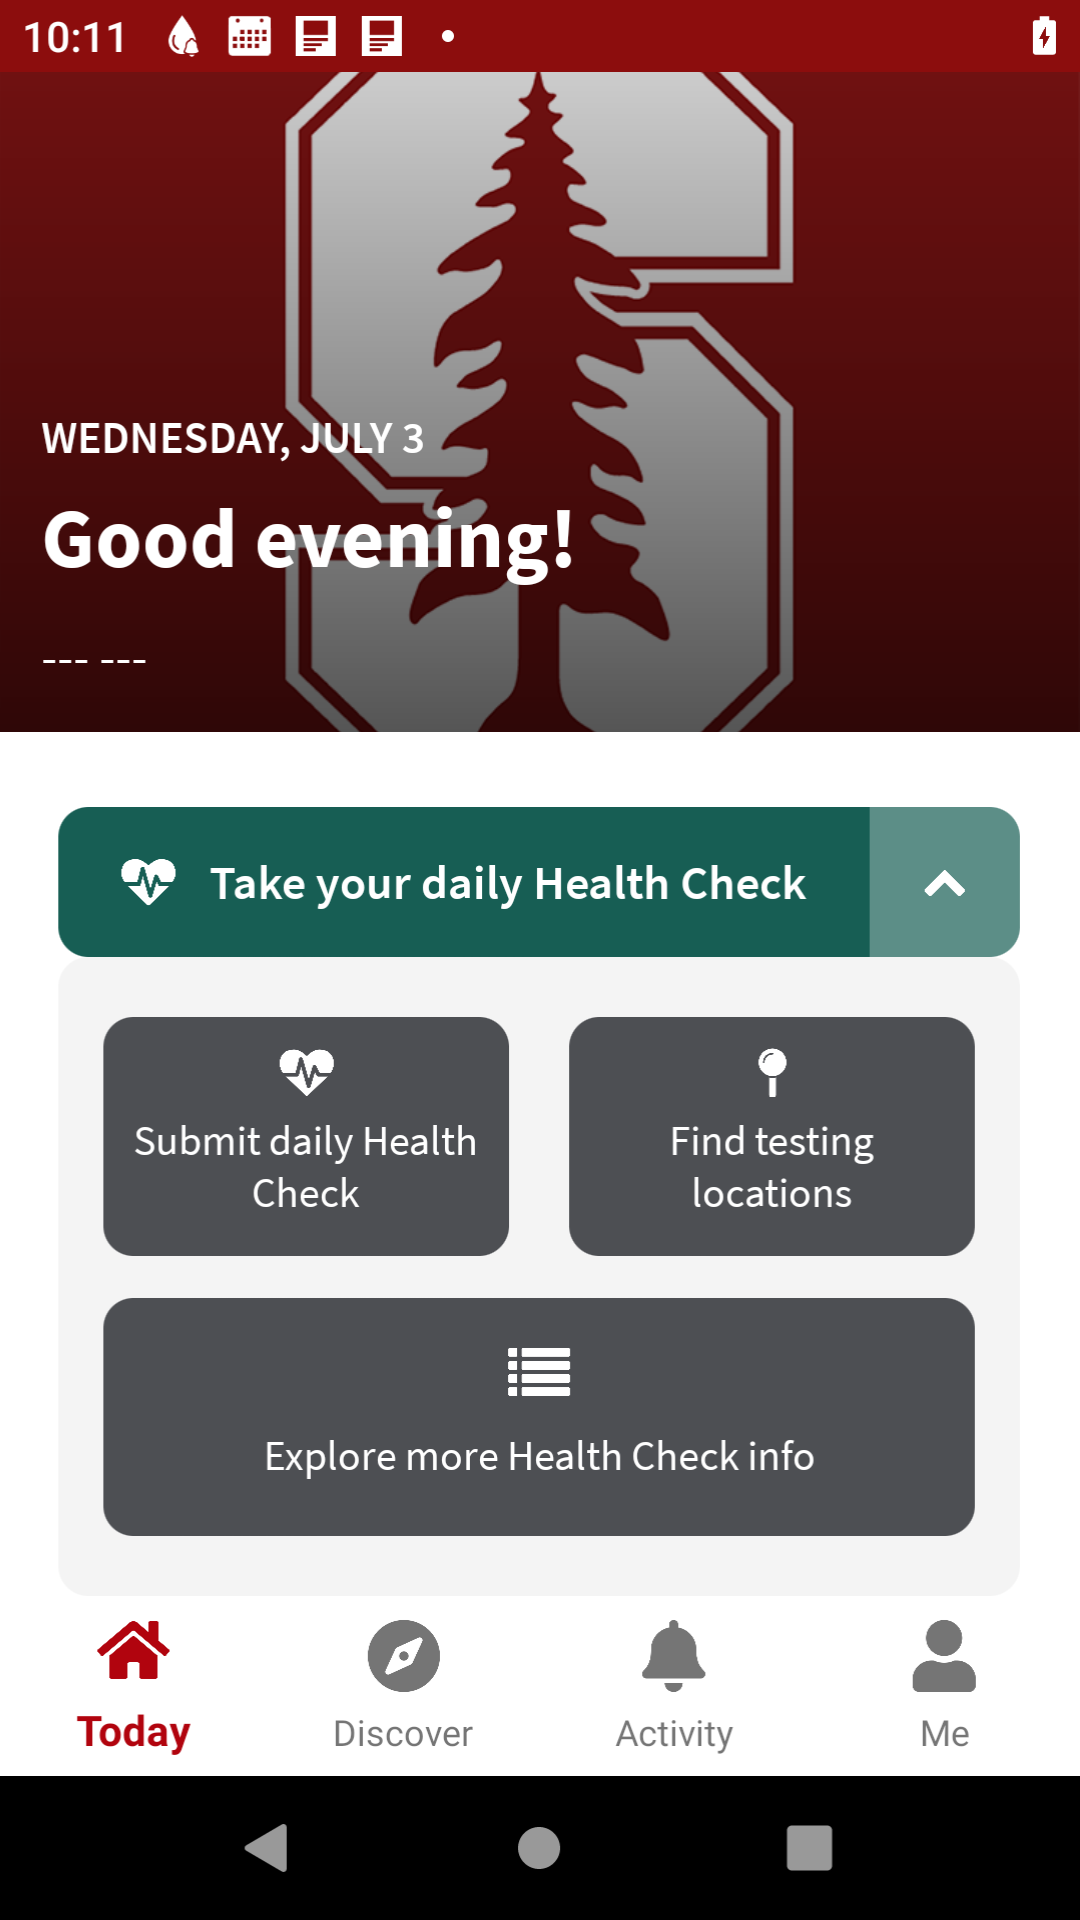 10:11
WEDNESDAY, JULY 3
Good evening!
--- ---
Take your daily Health Check
Submit daily Health
Check
Find testing
locations
Explore more Health Check info
Today
Discover
Activity
Me